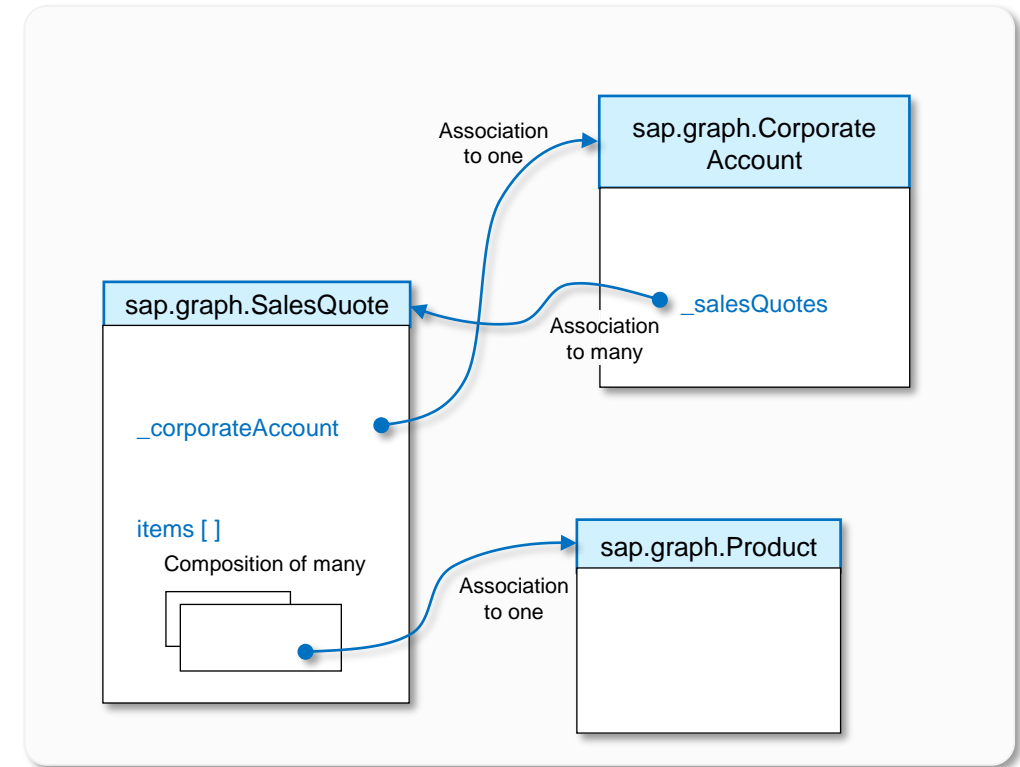 Association
to one
sap.graph.Corporate
Account
sap.graph.SalesQuote
_salesQuotes
Association
to many
_corporateAccount
items [ ]
Composition of many
sap.graph.Product
Association
to one